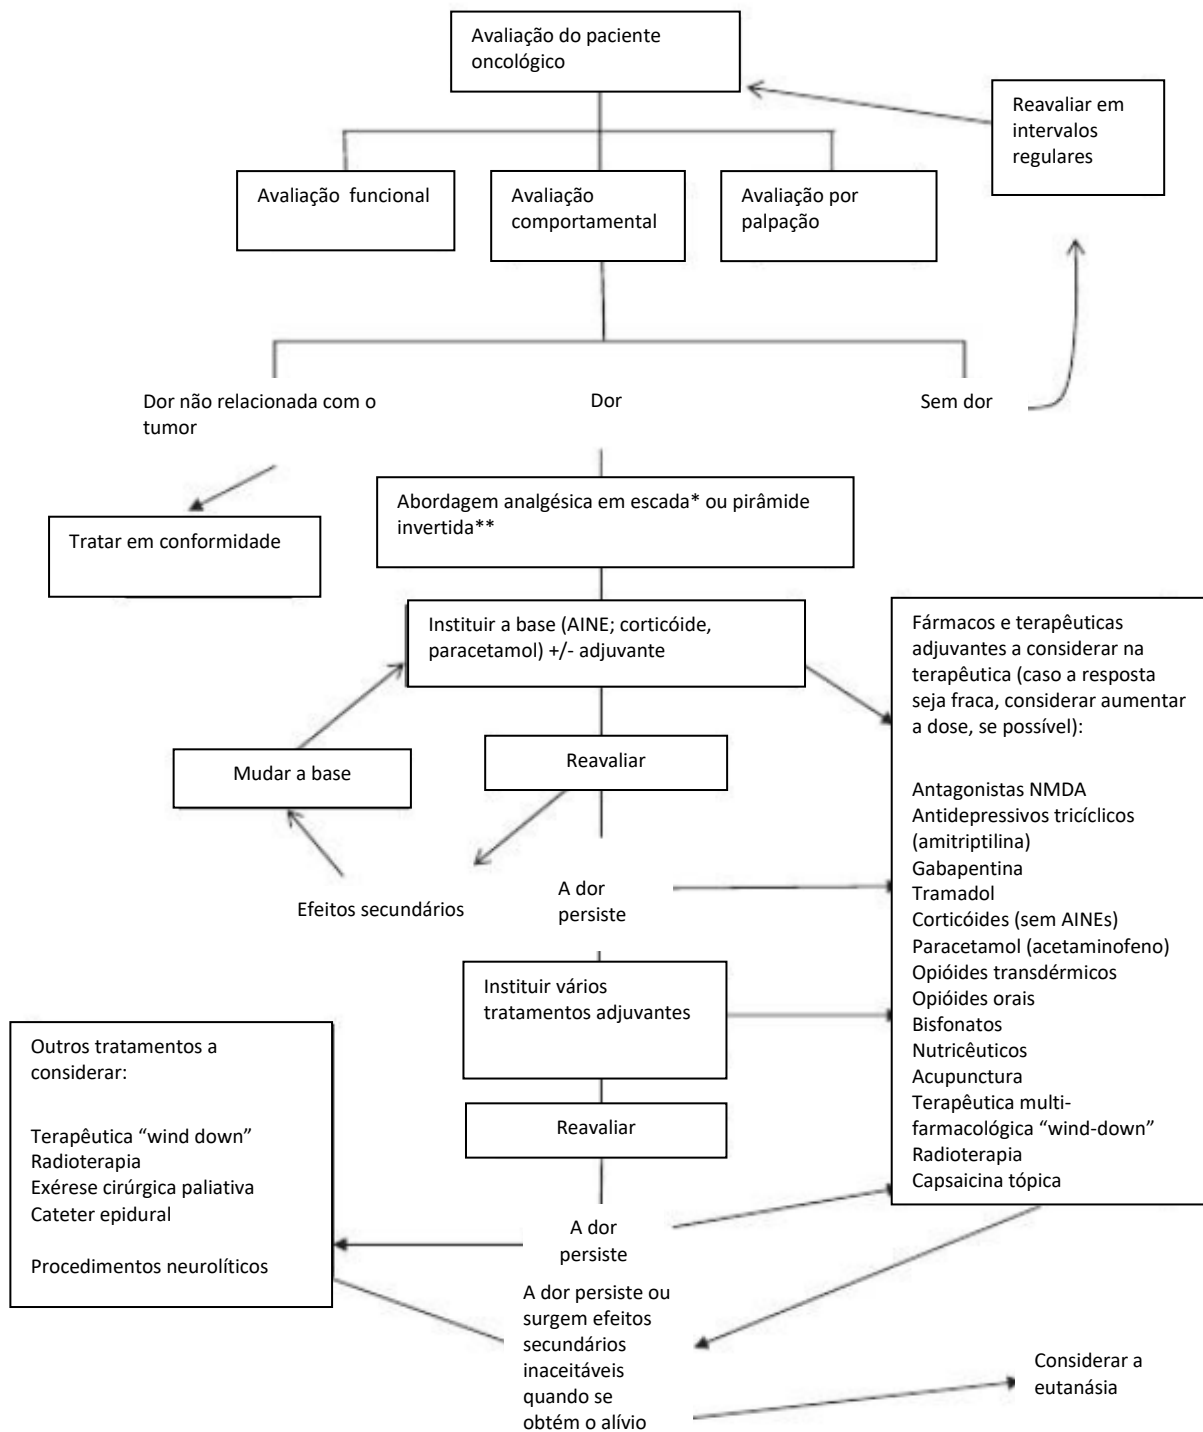 Avaliação do paciente
oncológico
Reavaliar em
intervalos
regulares
Avaliação funcional
Avaliação
comportamental
Avaliação por
palpação
Dor não relacionada com o
tumor
Dor
Sem dor
Abordagem analgésica em escada* ou pirâmide
invertida**
Tratar em conformidade
Instituir a base (AINE; corticóide,
paracetamol) +/- adjuvante
Fármacos e terapêuticas
adjuvantes a considerar na
terapêutica (caso a resposta
seja fraca, considerar aumentar
a dose, se possível):
Antagonistas NMDA
Antidepressivos tricíclicos
(amitriptilina)
Gabapentina
Tramadol
Corticóides (sem AINEs)
Paracetamol (acetaminofeno)
Opióides transdérmicos
Opióides orais
Bisfonatos
Nutricêuticos
Acupunctura
Terapêutica multi-
farmacológica “wind-down”
Radioterapia
Capsaicina tópica
Mudar a base
Reavaliar
Efeitos secundários
A dor
persiste
Instituir vários
tratamentos adjuvantes
Outros tratamentos a
considerar:
Terapêutica “wind down”
Radioterapia
Exérese cirúrgica paliativa
Cateter epidural
Procedimentos neurolíticos
Reavaliar
A dor
persiste
A dor persiste ou
surgem efeitos
secundários
inaceitáveis
quando se
obtém o alívio
Considerar a
eutanásia